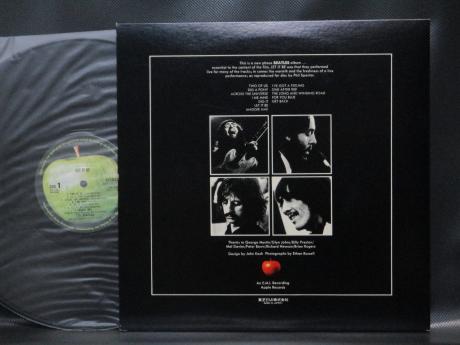 This is a new phase BEATLES album ...
essential to the content of the film, LET IT BE was that they performed
live for many of the tracks; in comes the warmth and the freshness of a live
performance; as reproduced for disc by Phil Spector.
TWO OF US
DIG A PONY
ACROSS THE UNIVERSE
I ME MINE
DIG IT
LET IT BE
MAGGIE MAE
I'VE GOT A FEELING
ONE AFTER 909
THE LONG AND WINDING ROAD
FOR YOU BLUE
GET BACK
Thanks to George Martin/Glyn Johns/Billy Preston/
Mal Evans/Peter Bown/Richard Hewson/Brian Rogers
Design by John Kosh Photographs by Ethan Russell
An E.M.I. Recording
Apple Records
LET IT BE
1